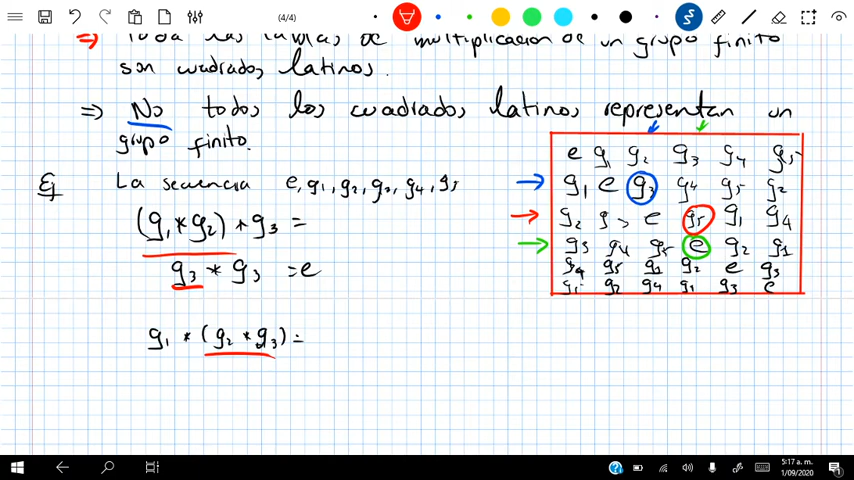 (4/4)
⇒ Toda las tablas de multiplicacion de un grupo finito
son cuadrados latinos.
⇒ No todos los cuadrados latinos representan un
grupo finito.
Ej La secuencia e, g1, g2, g3, g4, g5
(g1 * g2) * g3 =
g3 * g3 = e
g1 * (g2 * g3) =
e g1 g2 g3 g4 g5
g1 e g3 g4 g5 g2
g2 g3 e g5 g1 g4
g3 g4 g5 e g2 g1
g4 g5 g1 g2 e g3
g5 g2 g4 g1 g3 e
5:17 a. m.
1/09/2020